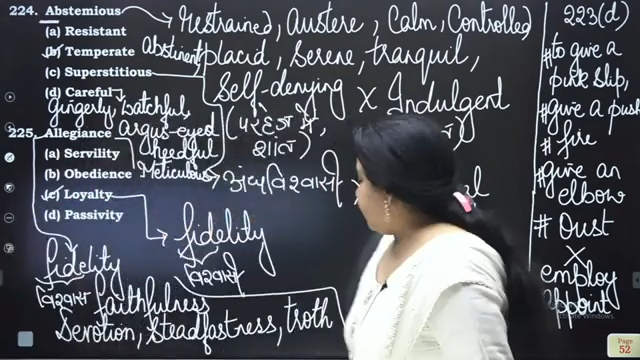 224. Abstemious
(a) Resistant
(b) Temperate
(c) Superstitious
(d) Careful
Restrained, Austere, Calm, Controlled
Abstinent, placid, Serene, tranquil,
Self-denying X Indulgent
(परहेज में,
शांत)
gingerly, watchful,
argus-eyed
heedful
Meticulous
अंधविश्वासी
225. Allegiance
(a) Servility
(b) Obedience
(c) Loyalty
(d) Passivity
fidelity
विश्वास
fidelity
विश्वास
faithfulness
Devotion, Steadfastness, troth
223(d)
# to give a
pink slip,
# give a push
# fire
# give an
elbow
# Oust
X
employ
appoint
Page
52